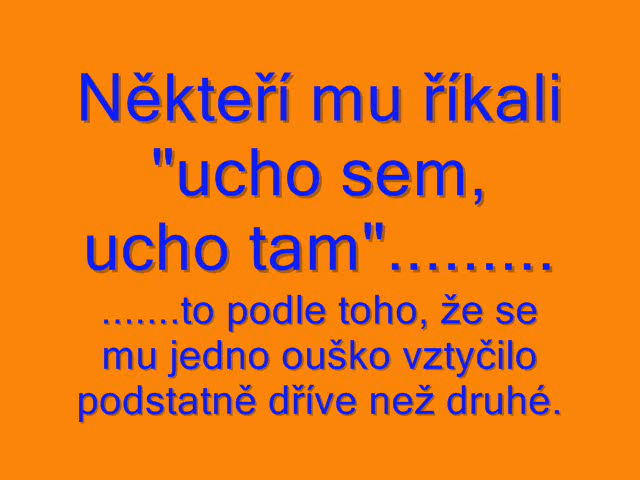 Někteří mu říkali
"ucho sem,
ucho tam".........
.......to podle toho, že se
mu jedno ouško vztyčilo
podstatně dříve než druhé.